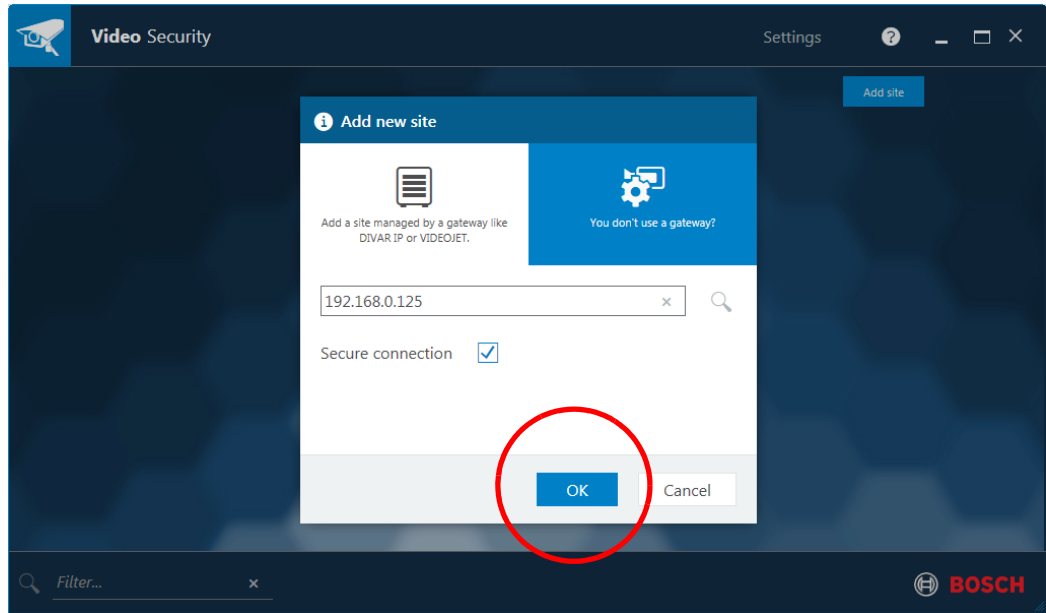 Video Security
Settings
?
Add site
Add new site
Add a site managed by a gateway like
DIVAR IP or VIDEOJET.
You don't use a gateway?
192.168.0.125
Secure connection
OK
Cancel
Filter...
BOSCH